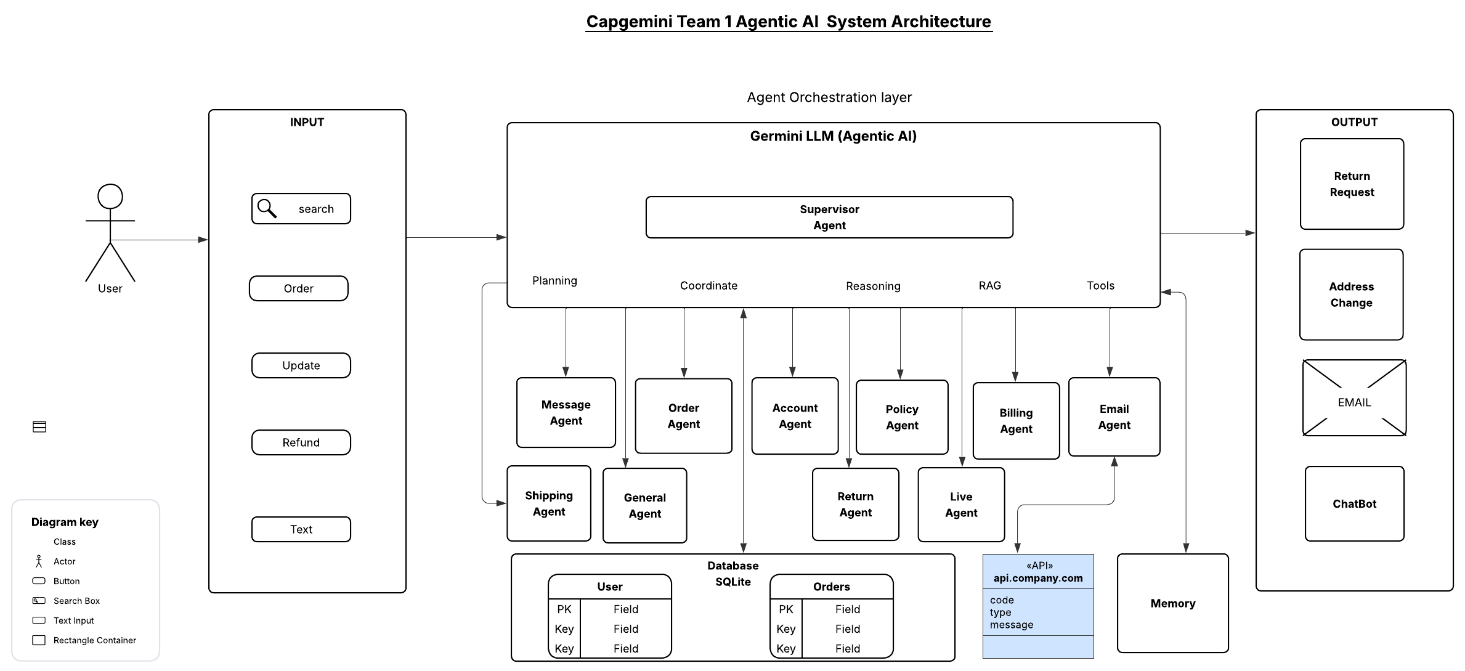 Capgemini Team 1 Agentic AI System Architecture
Agent Orchestration layer
INPUT
search
Order
Update
Refund
Text
User
Germini LLM (Agentic AI)
Supervisor
Agent
Planning
Coordinate
Reasoning
RAG
Tools
Message
Agent
Order
Agent
Account
Agent
Policy
Agent
Billing
Agent
Email
Agent
Shipping
Agent
General
Agent
Return
Agent
Live
Agent
Database
SQLite
User
PK Field
Key Field
Key Field
Orders
PK Field
Key Field
Key Field
«API»
api.company.com
code
type
message
Memory
OUTPUT
Return
Request
Address
Change
EMAIL
ChatBot
Diagram key
Class
Actor
Button
Search Box
Text Input
Rectangle Container